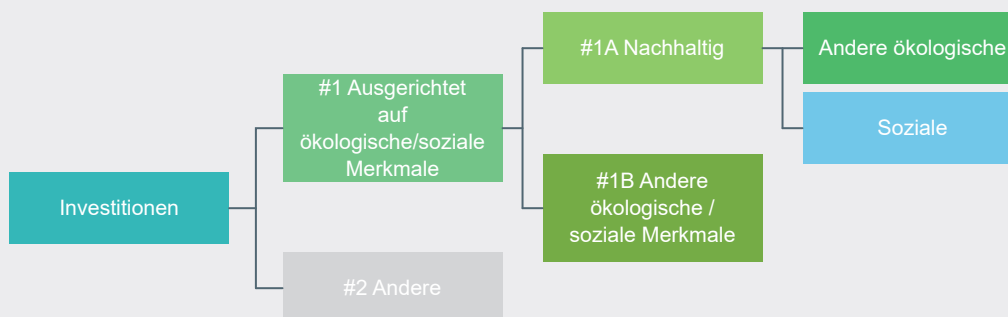 Investitionen
#1 Ausgerichtet
auf
ökologische/soziale
Merkmale
#2 Andere
#1A Nachhaltig
#1B Andere
ökologische /
soziale Merkmale
Andere ökologische
Soziale